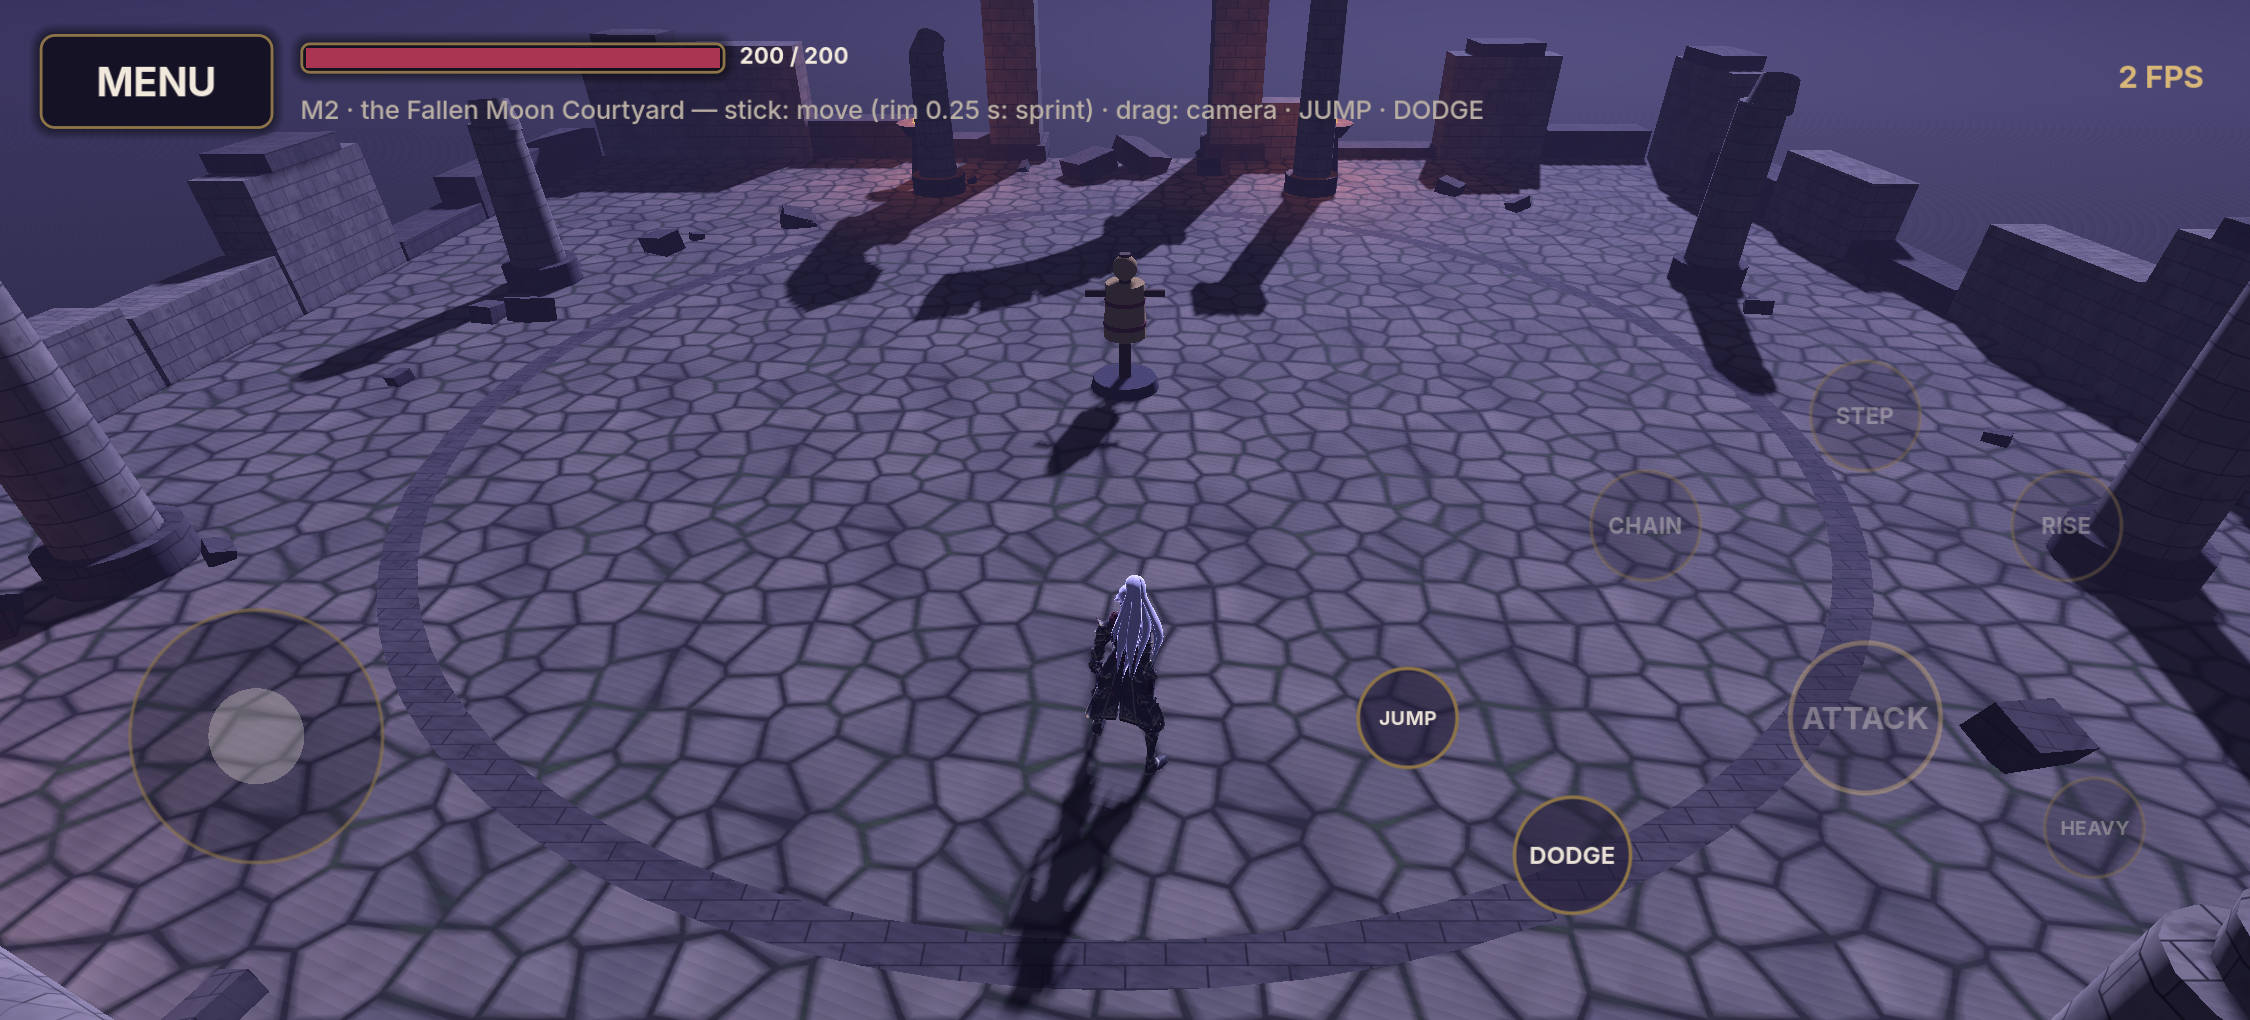 MENU
200 / 200
2 FPS
M2 · the Fallen Moon Courtyard — stick: move (rim 0.25 s: sprint) · drag: camera · JUMP · DODGE
STEP
CHAIN
RISE
JUMP
ATTACK
HEAVY
DODGE